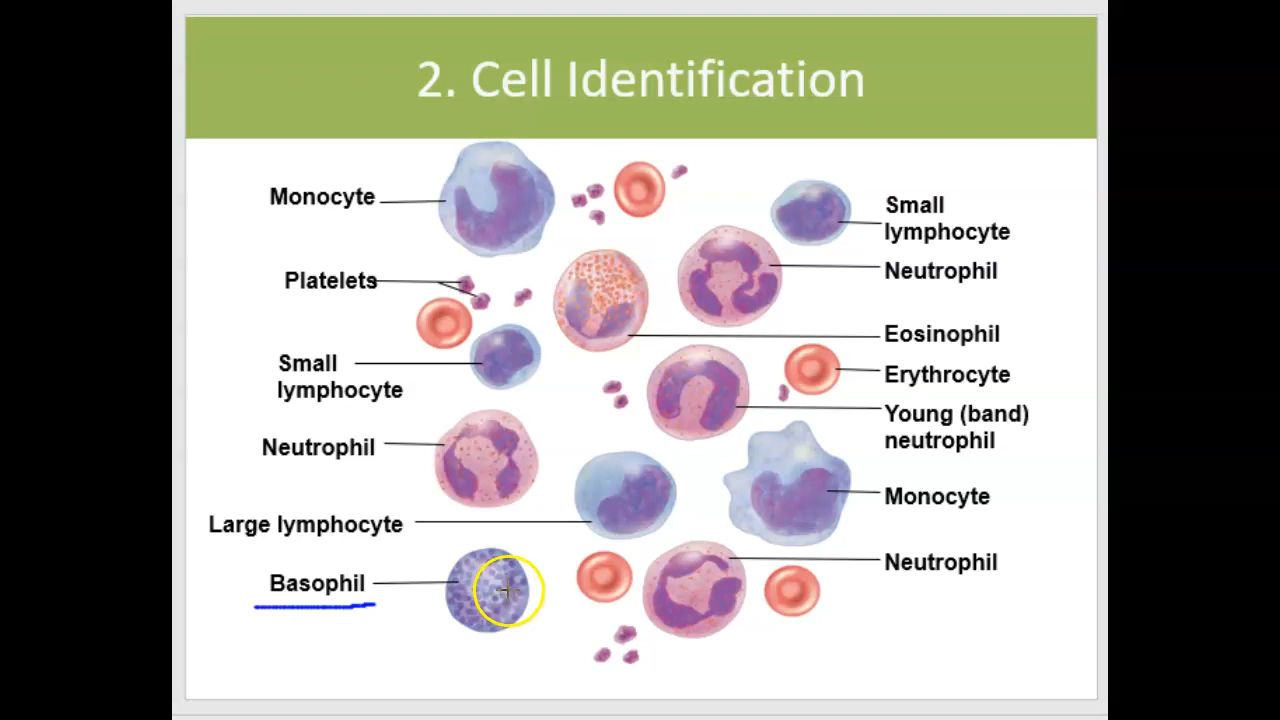 2. Cell Identification
Monocyte
Platelets
Small
lymphocyte
Neutrophil
Large lymphocyte
Basophil
Small
lymphocyte
Neutrophil
Eosinophil
Erythrocyte
Young (band)
neutrophil
Monocyte
Neutrophil